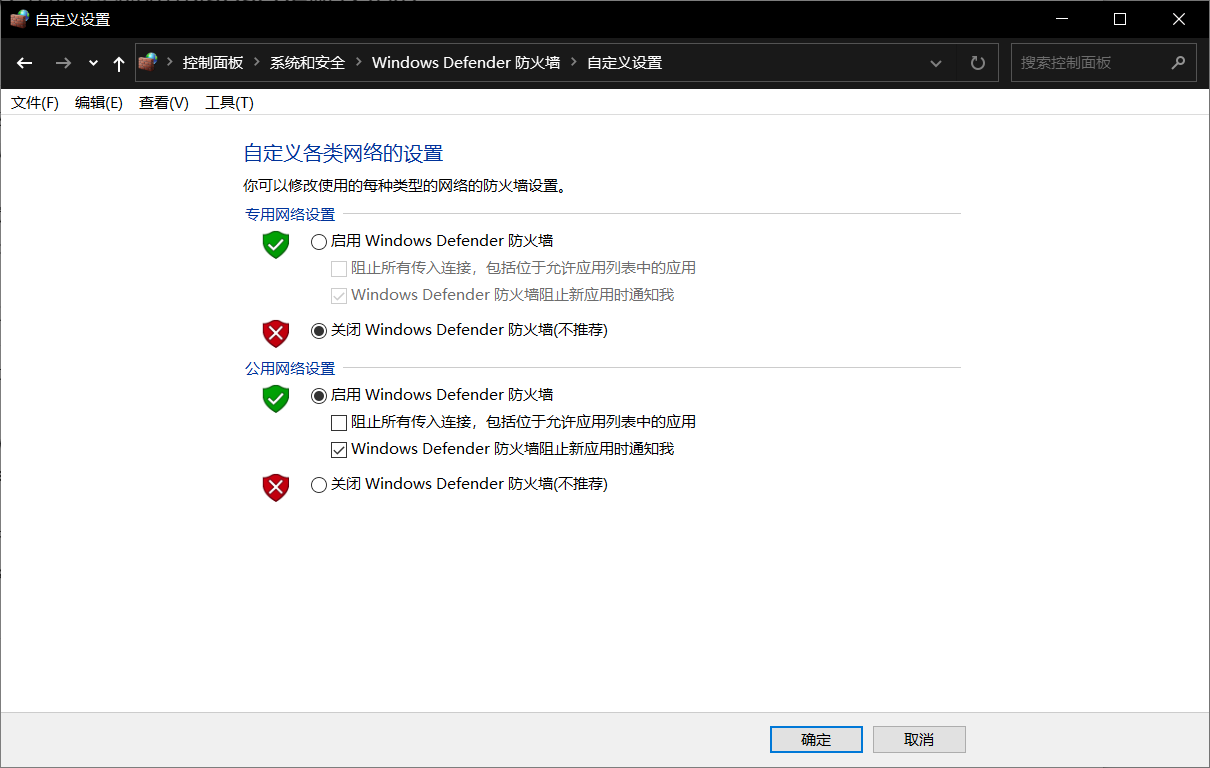 自定义设置
控制面板 系统和安全 Windows Defender 防火墙 自定义设置 搜索控制面板
文件(F) 编辑(E) 查看(V) 工具(T)
自定义各类网络的设置
你可以修改使用的每种类型的网络的防火墙设置。
专用网络设置
启用 Windows Defender 防火墙
阻止所有传入连接，包括位于允许应用列表中的应用
Windows Defender 防火墙阻止新应用时通知我
关闭 Windows Defender 防火墙(不推荐)
公用网络设置
启用 Windows Defender 防火墙
阻止所有传入连接，包括位于允许应用列表中的应用
Windows Defender 防火墙阻止新应用时通知我
关闭 Windows Defender 防火墙(不推荐)
确定 取消